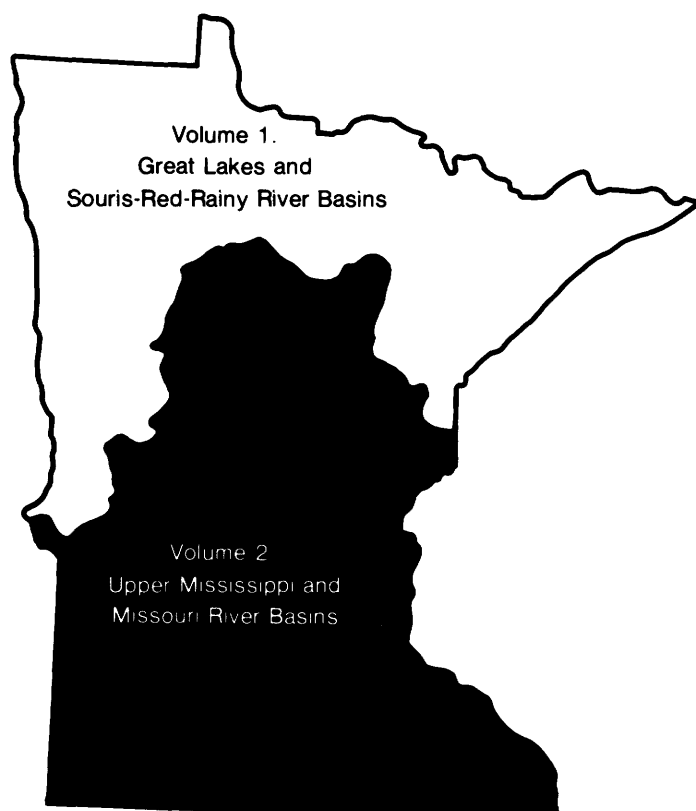 Volume 1.
Great Lakes and
Souris-Red-Rainy River Basins
Volume 2
Upper Mississippi and
Missouri River Basins